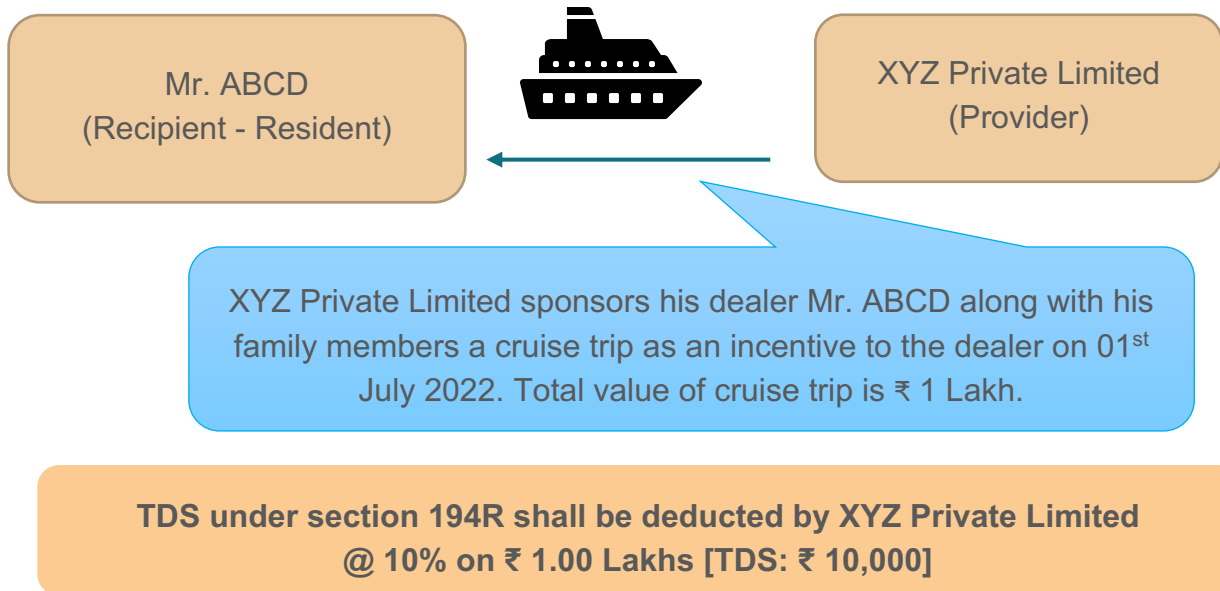 Mr. ABCD
(Recipient - Resident)
XYZ Private Limited
(Provider)
XYZ Private Limited sponsors his dealer Mr. ABCD along with his
family members a cruise trip as an incentive to the dealer on 01st
July 2022. Total value of cruise trip is ₹ 1 Lakh.
TDS under section 194R shall be deducted by XYZ Private Limited
@ 10% on ₹ 1.00 Lakhs [TDS: ₹ 10,000]